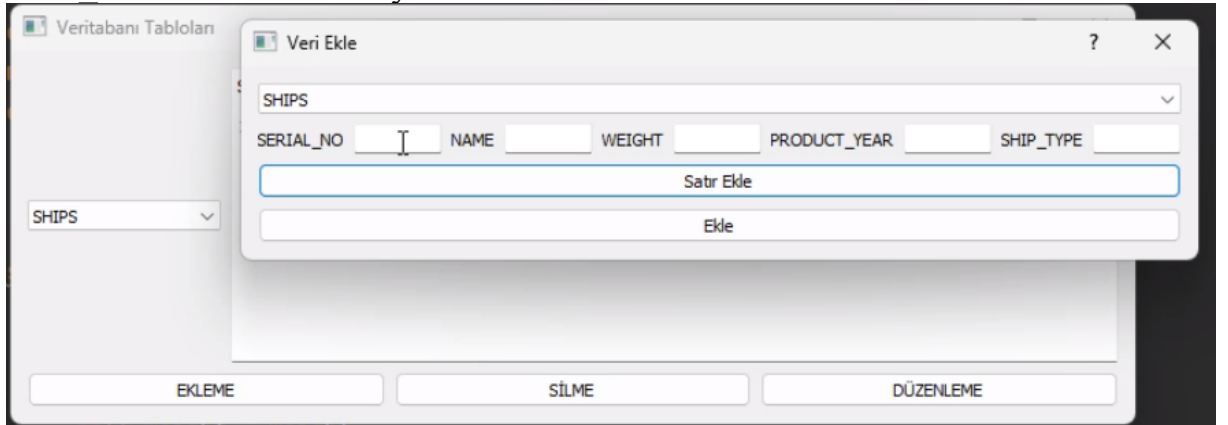 Veritabanı Tabloları
Veri Ekle ?
SHIPS
SERIAL_NO NAME WEIGHT PRODUCT_YEAR SHIP_TYPE
Satır Ekle
SHIPS
Ekle
EKLEME SİLME DÜZENLEME